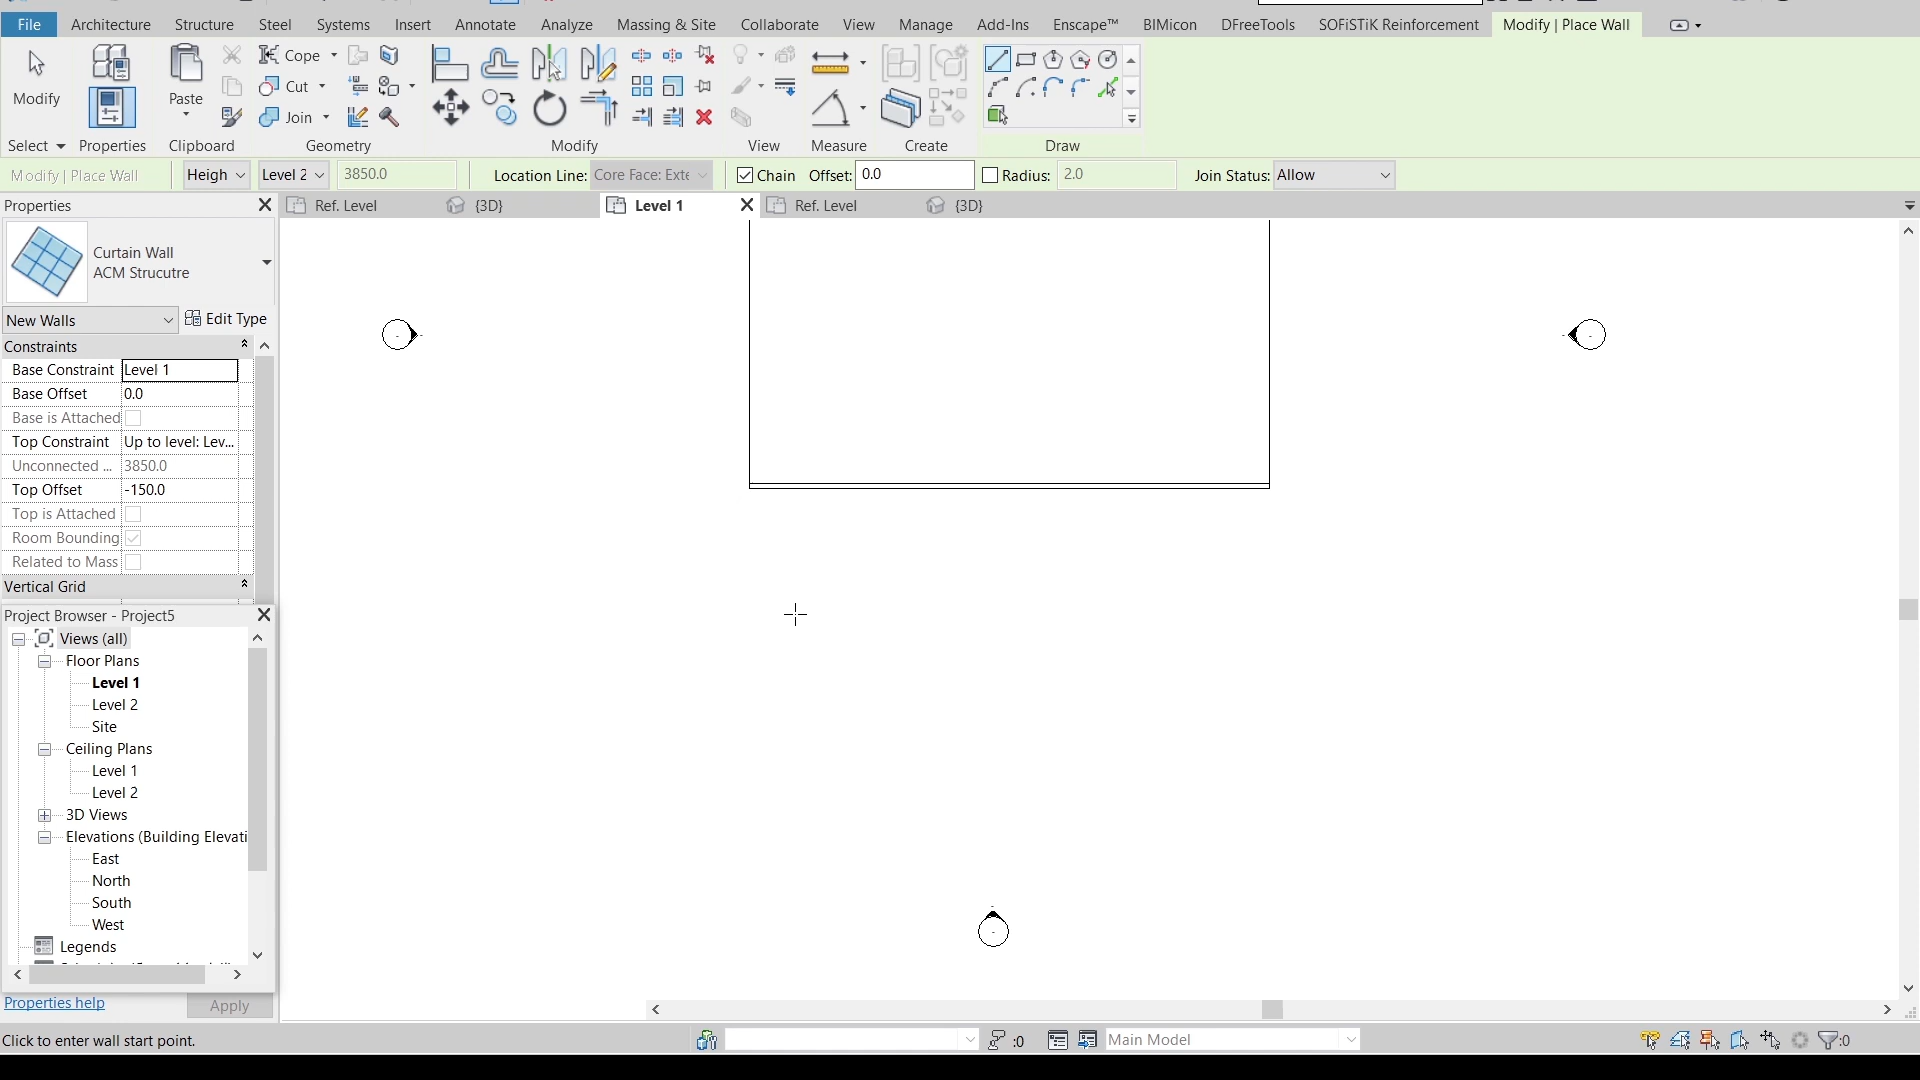 File Architecture Structure Steel Systems Insert Annotate Analyze Massing & Site Collaborate View Manage Add-Ins Enscape™ BIMicon DFreeTools SOFiSTiK Reinforcement Modify | Place Wall
Modify Paste Cope
Cut
Join
Select Properties Clipboard Geometry Modify View Measure Create Draw
Modify | Place Wall Heigh Level 2 3850.0 Location Line: Core Face: Exte Chain Offset: 0.0 Radius: 2.0 Join Status: Allow
Properties Ref. Level {3D} Level 1 Ref. Level {3D}
Curtain Wall
ACM Strucutre
New Walls Edit Type
Constraints
Base Constraint Level 1
Base Offset 0.0
Base is Attached
Top Constraint Up to level: Lev...
Unconnected ... 3850.0
Top Offset -150.0
Top is Attached
Room Bounding
Related to Mass
Vertical Grid
Project Browser - Project5
Views (all)
Floor Plans
Level 1
Level 2
Site
Ceiling Plans
Level 1
Level 2
3D Views
Elevations (Building Elevati
East
North
South
West
Legends
Properties help Apply
Click to enter wall start point. :0 Main Model :0